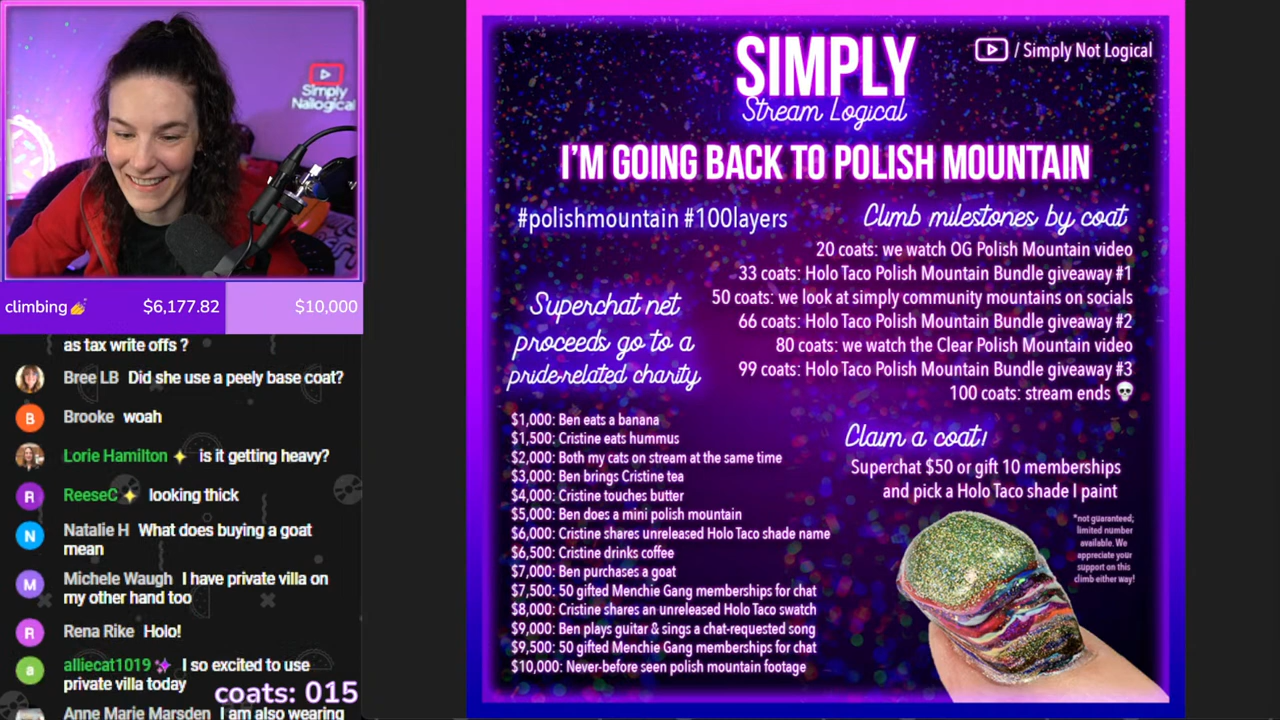 Simply
Nailogical
climbing💅 $6,177.82 $10,000
as tax write offs ?
Bree LB Did she use a peely base coat?
B
Brooke woah
Lorie Hamilton is it getting heavy?
R
ReeseC looking thick
N
Natalie H What does buying a goat
mean
M
Michele Waugh I have private villa on
my other hand too
R
Rena Rike Holo!
a
alliecat1019 I so excited to use
private villa today
coats: 015
Anne Marie Marsden I am also wearing
SIMPLY
Stream Logical
/ Simply Not Logical
I'M GOING BACK TO POLISH MOUNTAIN
#polishmountain #100layers
Climb milestones by coat
20 coats: we watch OG Polish Mountain video
33 coats: Holo Taco Polish Mountain Bundle giveaway #1
50 coats: we look at simply community mountains on socials
66 coats: Holo Taco Polish Mountain Bundle giveaway #2
80 coats: we watch the Clear Polish Mountain video
99 coats: Holo Taco Polish Mountain Bundle giveaway #3
100 coats: stream ends 💀
Superchat net
proceeds go to a
pride-related charity
$1,000: Ben eats a banana
$1,500: Cristine eats hummus
$2,000: Both my cats on stream at the same time
$3,000: Ben brings Cristine tea
$4,000: Cristine touches butter
$5,000: Ben does a mini polish mountain
$6,000: Cristine shares unreleased Holo Taco shade name
$6,500: Cristine drinks coffee
$7,000: Ben purchases a goat
$7,500: 50 gifted Menchie Gang memberships for chat
$8,000: Cristine shares an unreleased Holo Taco swatch
$9,000: Ben plays guitar & sings a chat-requested song
$9,500: 50 gifted Menchie Gang memberships for chat
$10,000: Never-before seen polish mountain footage
Claim a coat!
Superchat $50 or gift 10 memberships
and pick a Holo Taco shade I paint
*not guaranteed;
limited number
available. We
appreciate your
support on this
climb either way!